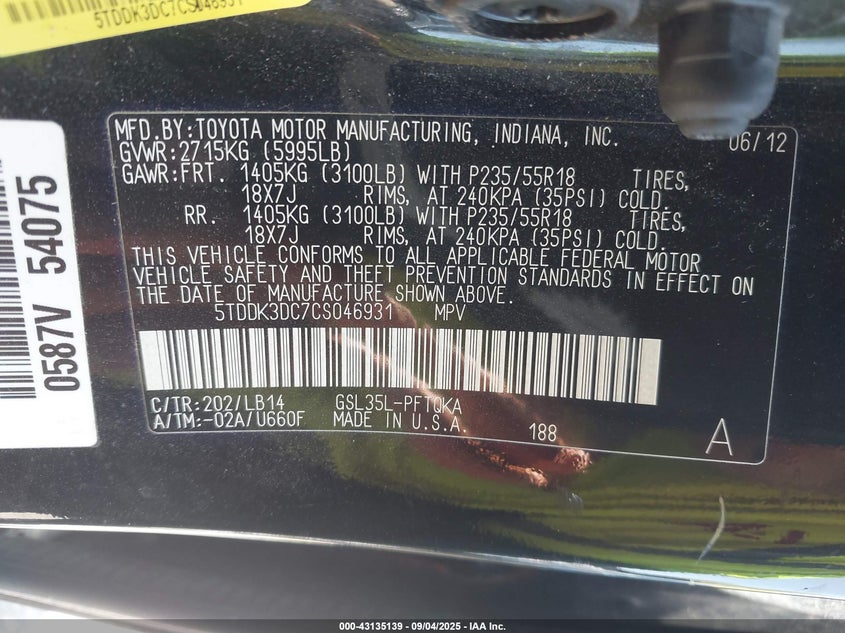 5TDDK3DC7CS046931
0587V 54075
MFD.BY:TOYOTA MOTOR MANUFACTURING, INDIANA, INC. 06/12
GVWR:2715KG (5995LB)
GAWR:FRT. 1405KG (3100LB) WITH P235/55R18 TIRES,
18X7J RIMS, AT 240KPA (35PSI) COLD.
RR. 1405KG (3100LB) WITH P235/55R18 TIRES,
18X7J RIMS, AT 240KPA (35PSI) COLD.
THIS VEHICLE CONFORMS TO ALL APPLICABLE FEDERAL MOTOR
VEHICLE SAFETY AND THEFT PREVENTION STANDARDS IN EFFECT ON
THE DATE OF MANUFACTURE SHOWN ABOVE.
5TDDK3DC7CS046931 MPV
C/TR:202/LB14 GSL35L-PFTQKA
A/TM:-02A/U660F MADE IN U.S.A. 188 A
000-43135139 - 09/04/2025 - IAA Inc.